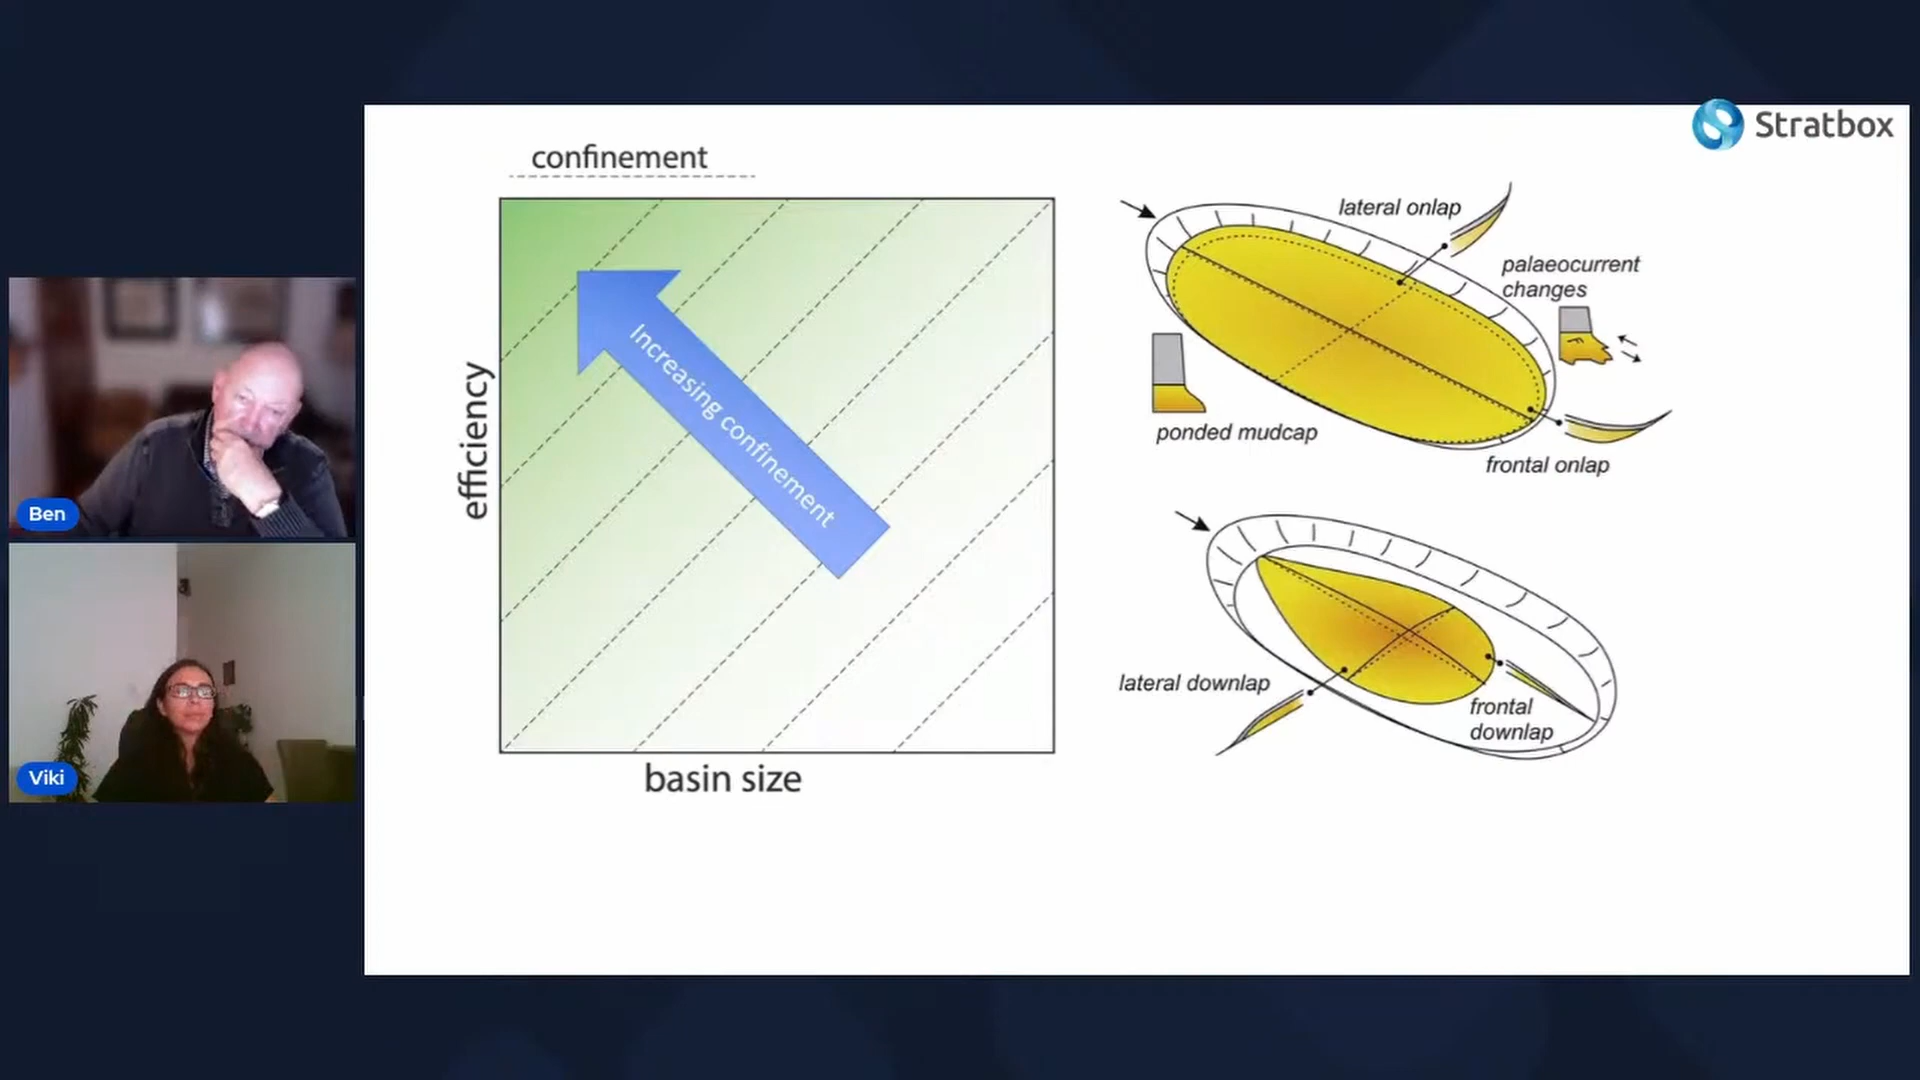 Stratbox
confinement
efficiency
Increasing confinement
basin size
lateral onlap
palaeocurrent
changes
ponded mudcap
frontal onlap
lateral downlap
frontal
downlap
Ben
Viki